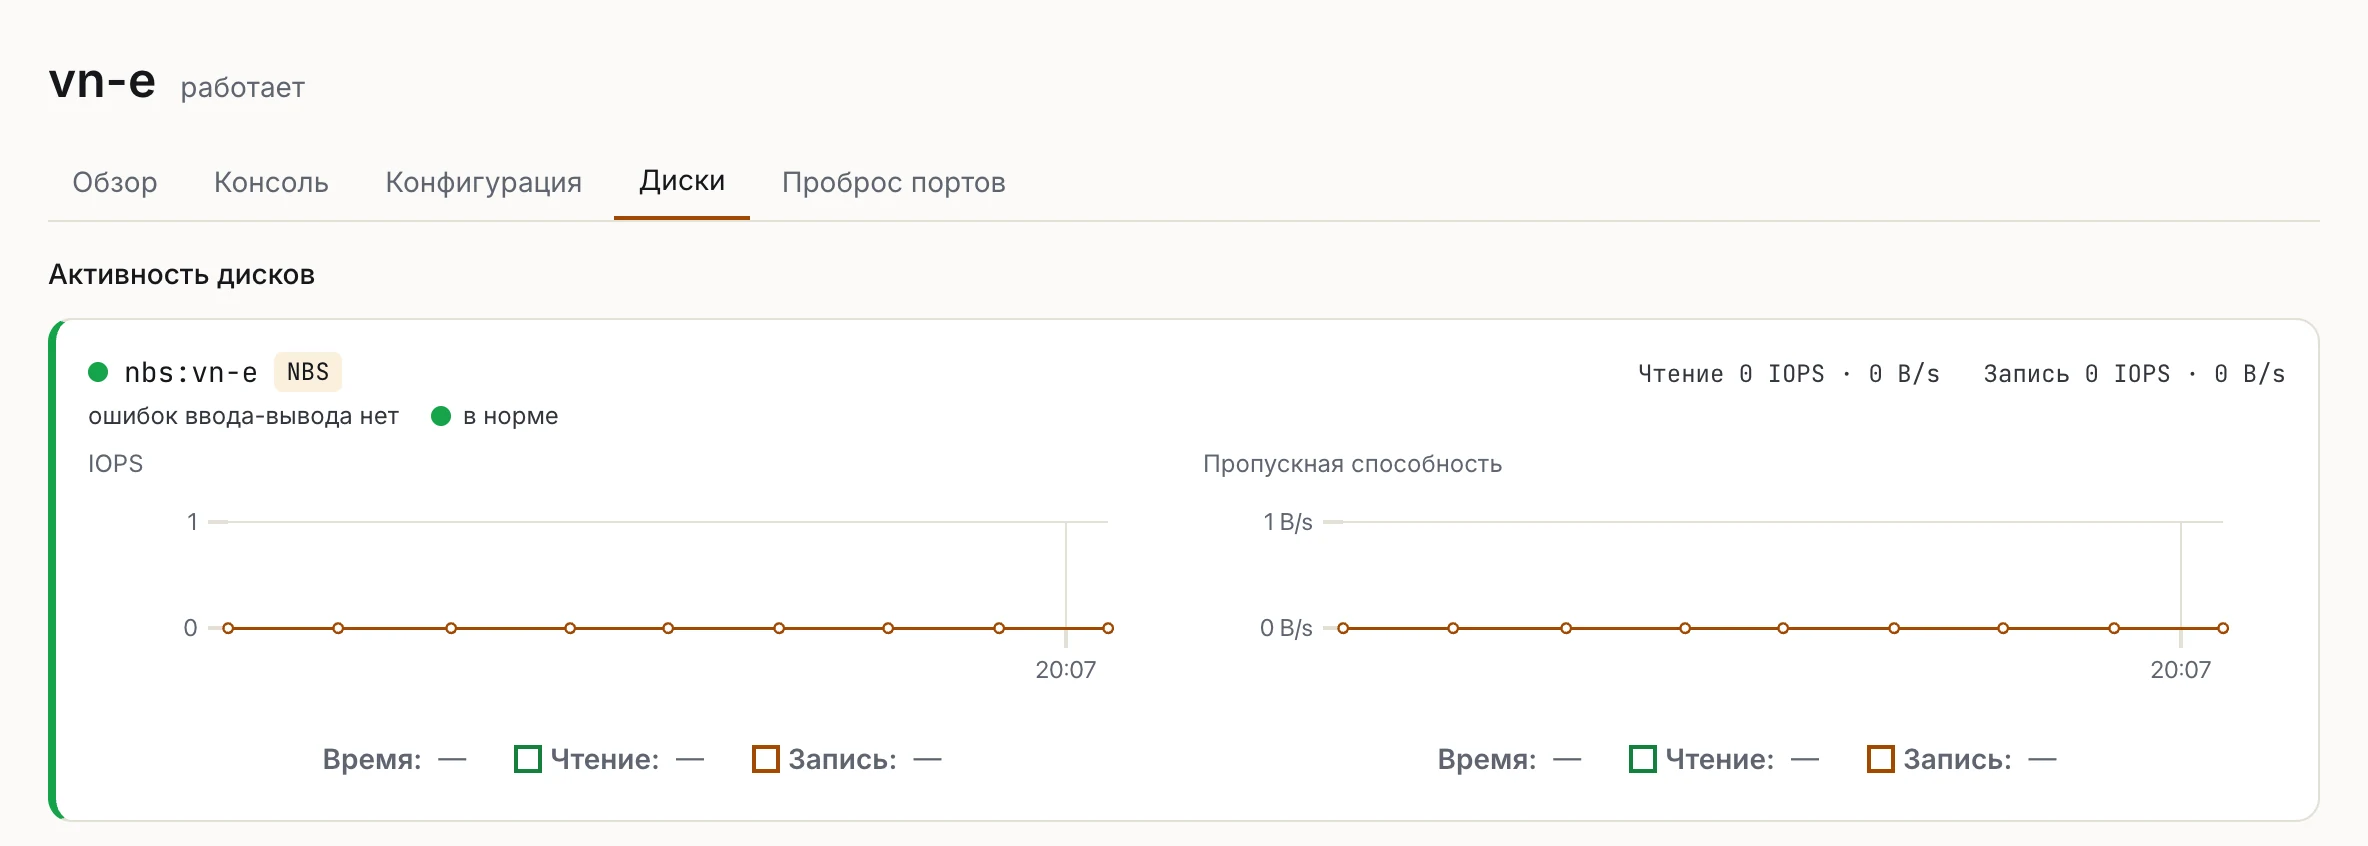 vn-e работает
Обзор Консоль Конфигурация Диски Проброс портов
Активность дисков
nbs:vn-e NBS Чтение 0 IOPS · 0 B/s Запись 0 IOPS · 0 B/s
ошибок ввода-вывода нет в норме
IOPS Пропускная способность
1 1 B/s
0 0 B/s
20:07 20:07
Время: — Чтение: — Запись: — Время: — Чтение: — Запись: —